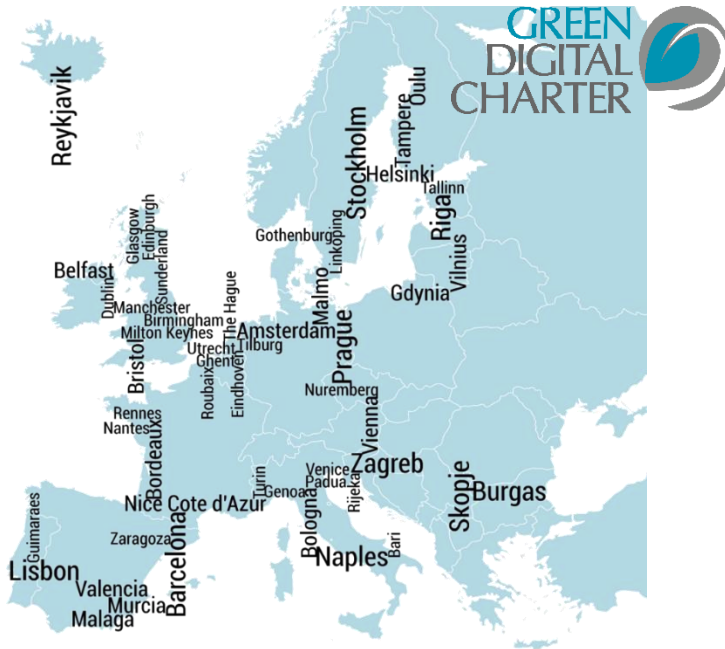 GREEN
DIGITAL
CHARTER
Reykjavik
Oulu
Tampere
Stockholm
Helsinki
Tallinn
Riga
Vilnius
Glasgow
Edinburgh
Sunderland
Gothenburg
Linköping
Belfast
Dublin
Manchester
Birmingham
Milton Keynes
The Hague
Malmo
Gdynia
Amsterdam
Utrecht
Tilburg
Ghent
Eindhoven
Bristol
Roubaix
Prague
Nuremberg
Rennes
Nantes
Vienna
Bordeaux
Zagreb
Venice
Padua
Turin
Genoa
Rijeka
Nice Cote d'Azur
Bologna
Skopje
Burgas
Guimaraes
Zaragoza
Barcelona
Naples
Bari
Lisbon
Valencia
Murcia
Malaga